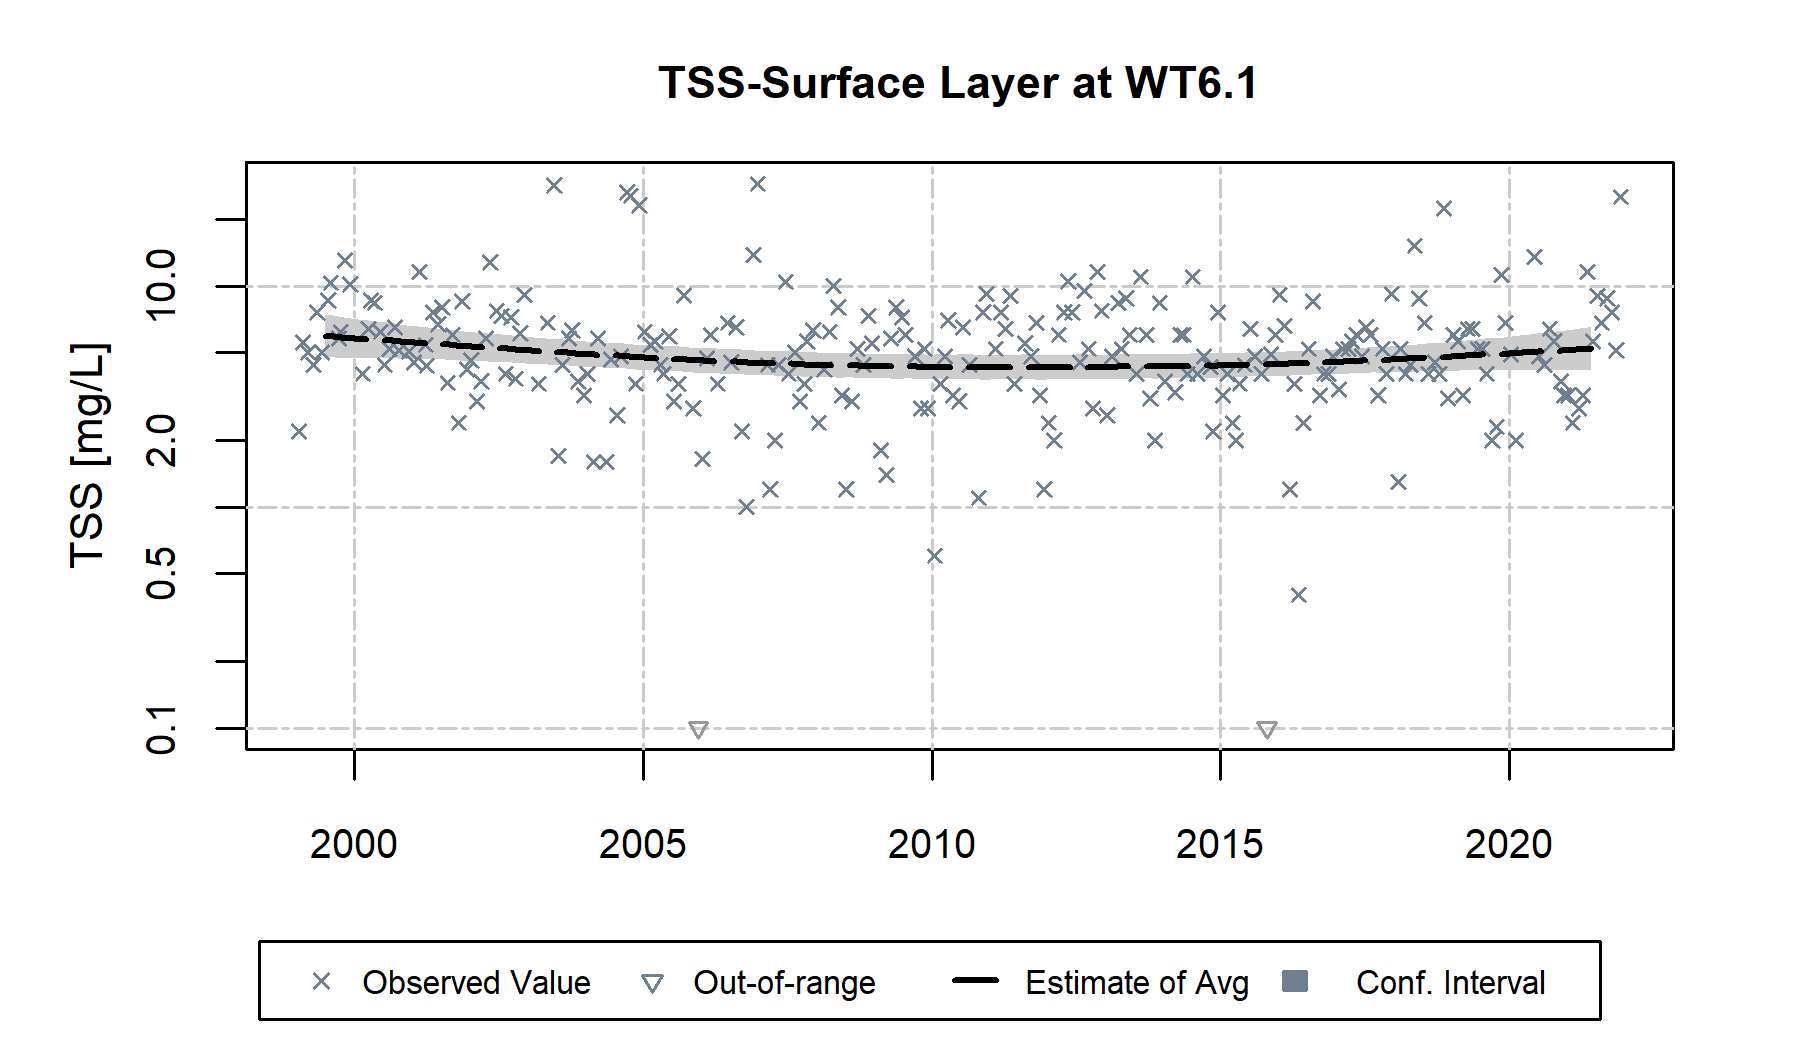 TSS-Surface Layer at WT6.1
TSS [mg/L]
10.0
2.0
0.5
0.1
2000 2005 2010 2015 2020
Observed Value Out-of-range Estimate of Avg Conf. Interval